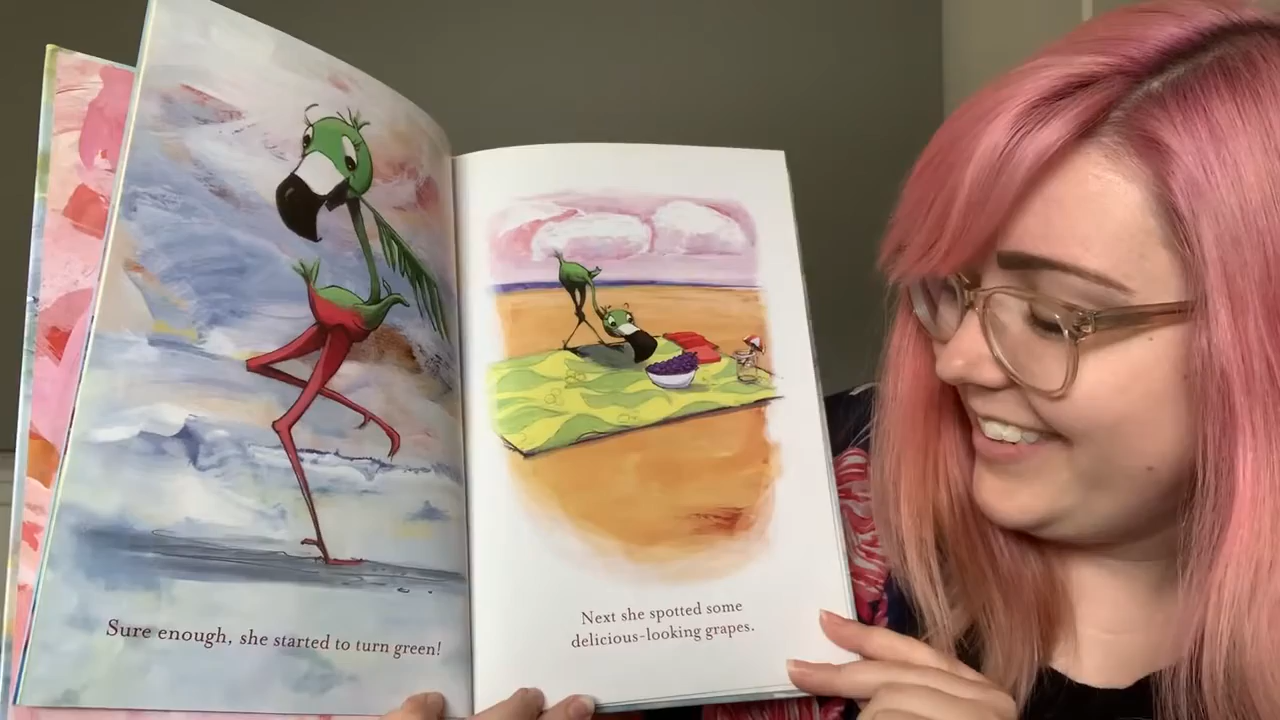 Sure enough, she started to turn green!
Next she spotted some
delicious-looking grapes.